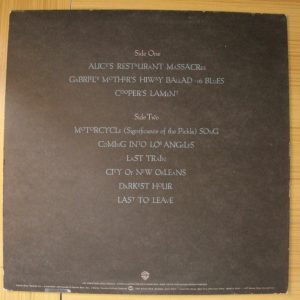 Side One
ALICE'S RESTAURANT MASSACREE
GABRIEL'S MOTHER'S HIWAY BALLAD #16 BLUES
COOPER'S LAMENT
Side Two
MOTORCYCLE (Significance of the Pickle) SONG
COMING INTO LOS ANGELES
LAST TRAIN
CITY OF NEW ORLEANS
DARKEST HOUR
LAST TO LEAVE